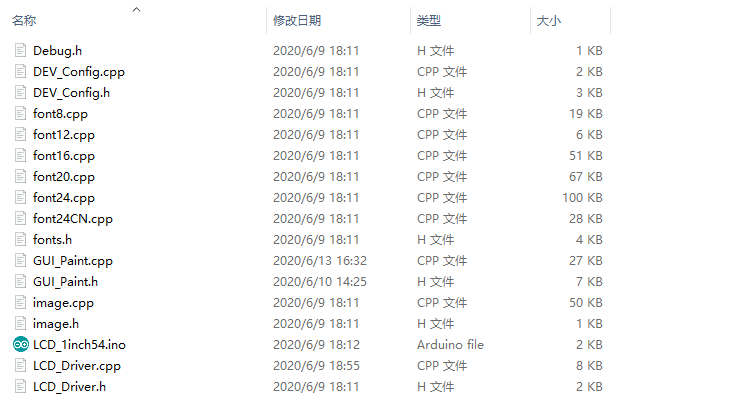 名称 修改日期 类型 大小
Debug.h 2020/6/9 18:11 H 文件 1 KB
DEV_Config.cpp 2020/6/9 18:11 CPP 文件 2 KB
DEV_Config.h 2020/6/9 18:11 H 文件 3 KB
font8.cpp 2020/6/9 18:11 CPP 文件 19 KB
font12.cpp 2020/6/9 18:11 CPP 文件 6 KB
font16.cpp 2020/6/9 18:11 CPP 文件 51 KB
font20.cpp 2020/6/9 18:11 CPP 文件 67 KB
font24.cpp 2020/6/9 18:11 CPP 文件 100 KB
font24CN.cpp 2020/6/9 18:11 CPP 文件 28 KB
fonts.h 2020/6/9 18:11 H 文件 4 KB
GUI_Paint.cpp 2020/6/13 16:32 CPP 文件 27 KB
GUI_Paint.h 2020/6/10 14:25 H 文件 7 KB
image.cpp 2020/6/9 18:11 CPP 文件 50 KB
image.h 2020/6/9 18:11 H 文件 1 KB
LCD_1inch54.ino 2020/6/9 18:12 Arduino file 2 KB
LCD_Driver.cpp 2020/6/9 18:55 CPP 文件 8 KB
LCD_Driver.h 2020/6/9 18:11 H 文件 2 KB